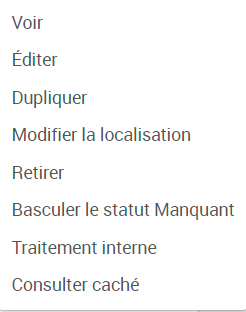 Voir
Éditer
Dupliquer
Modifier la localisation
Retirer
Basculer le statut Manquant
Traitement interne
Consulter caché